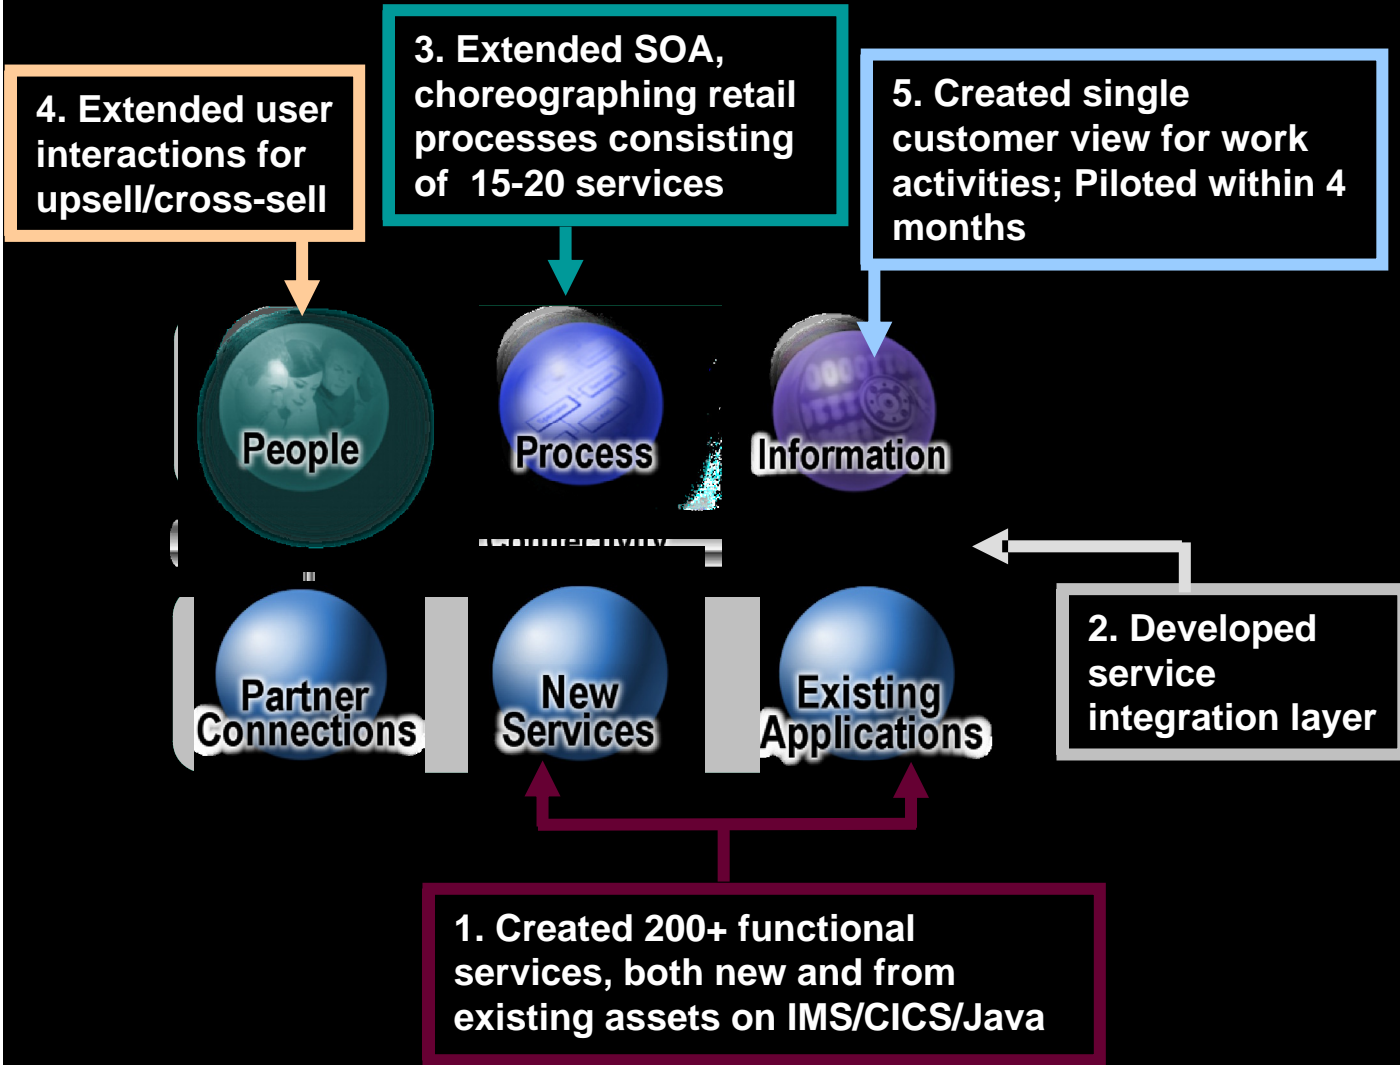 3. Extended SOA,
choreographing retail
processes consisting
of 15-20 services
4. Extended user
interactions for
upsell/cross-sell
5. Created single
customer view for work
activities; Piloted within 4
months
People
Process
Information
2. Developed
service
integration layer
Partner
Connections
New
Services
Existing
Applications
1. Created 200+ functional
services, both new and from
existing assets on IMS/CICS/Java